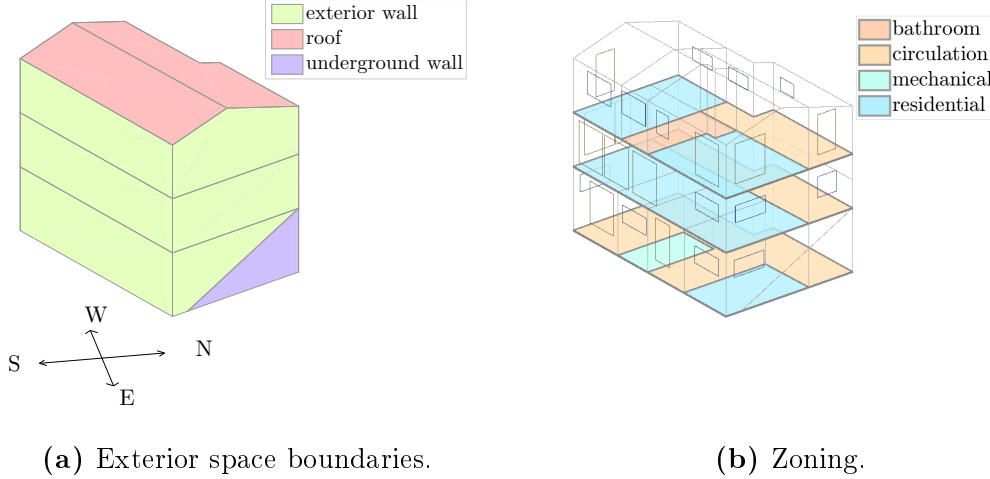 exterior wall
roof
underground wall
W
S
N
E
(a) Exterior space boundaries.
bathroom
circulation
mechanical
residential
(b) Zoning.